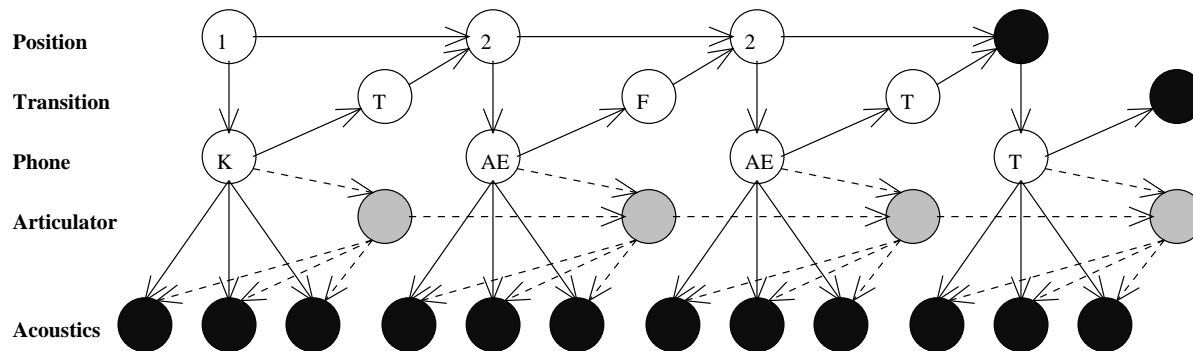 Position 1 2 2
Transition T F T
Phone K AE AE T
Articulator
Acoustics